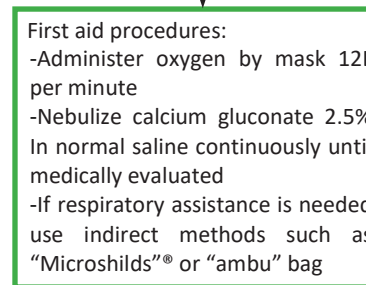 First aid procedures:
-Administer oxygen by mask 12l
per minute
-Nebulize calcium gluconate 2.5%
In normal saline continuously unti
medically evaluated
-If respiratory assistance is needed
use indirect methods such as
“Microshilds”® or “ambu” bag